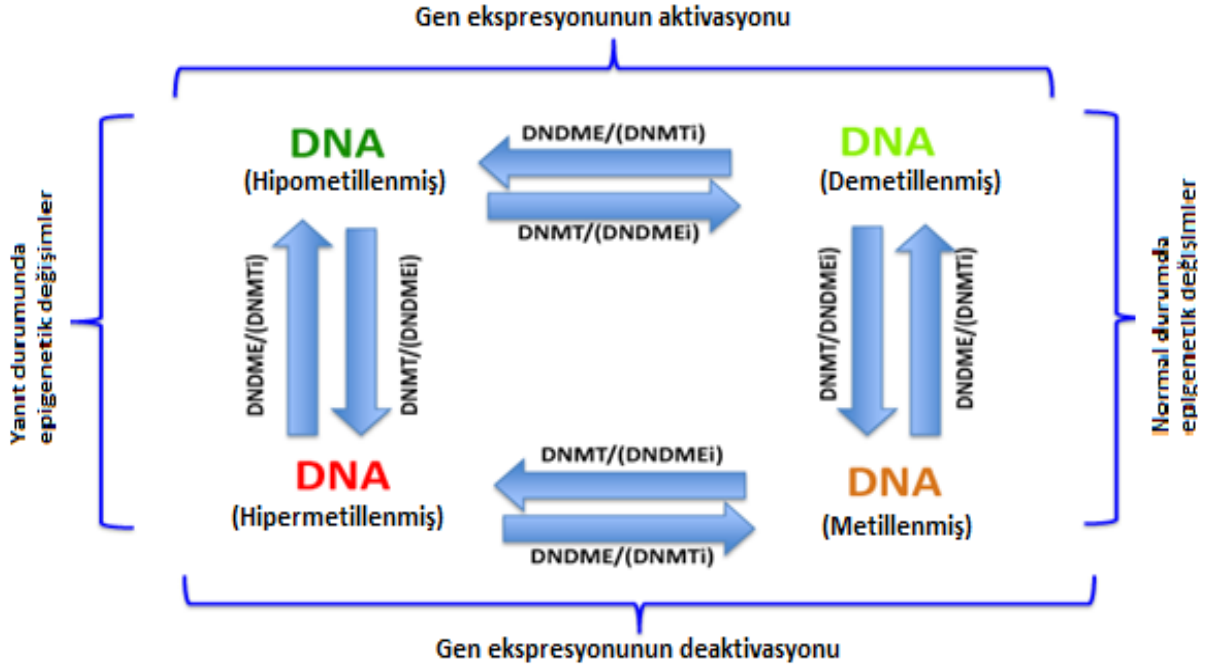 Gen ekspresyonunun aktivasyonu
DNA
(Hipometillenmiş)
DNDME/(DNMTi)
DNMT/(DNDMEi)
DNA
(Demetillenmiş)
Yanıt durumunda
epigenetik değişimler
DNDME/(DNMTi)
DNMT/(DNDMEi)
DNMT/DNDMEi)
DNDME/(DNMTi)
Normal durumda
epigenetik değişimler
DNA
(Hipermetillenmiş)
DNMT/(DNDMEi)
DNDME/(DNMTi)
DNA
(Metillenmiş)
Gen ekspresyonunun deaktivasyonu